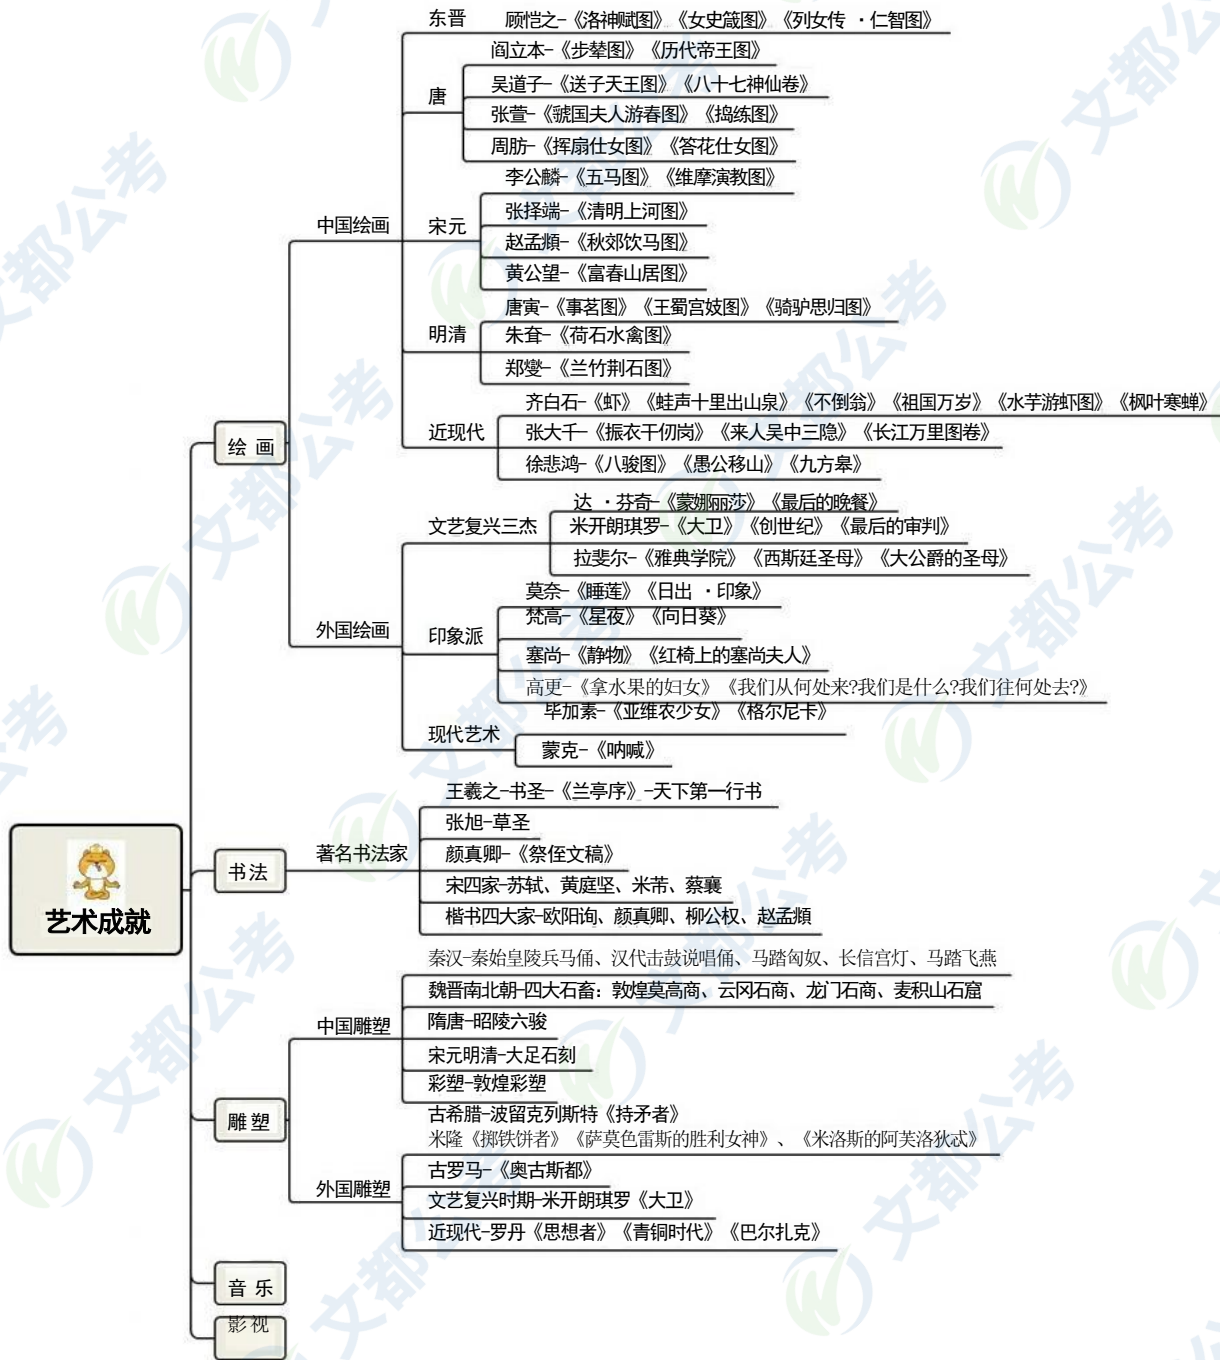 东晋
顾恺之-《洛神赋图》《女史箴图》《列女传 ·仁智图》
阎立本-《步辇图》《历代帝王图》
唐
吴道子-《送子天王图》《八十七神仙卷》
张萱-《虢国夫人游春图》《捣练图》
周肪-《挥扇仕女图》《答花仕女图》
李公麟-《五马图》《维摩演教图》
中国绘画
宋元
张择端-《清明上河图》
赵孟頫-《秋郊饮马图》
黄公望-《富春山居图》
唐寅-《事茗图》《王蜀宫妓图》《骑驴思归图》
明清
朱耷-《荷石水禽图》
郑燮-《兰竹荆石图》
齐白石-《虾》《蛙声十里出山泉》《不倒翁》《祖国万岁》《水芋游虾图》《枫叶寒蝉》
近现代
张大千-《振衣干仞岗》《来人吴中三隐》《长江万里图卷》
绘 画
徐悲鸿-《八骏图》《愚公移山》《九方皋》
达 ·芬奇-《蒙娜丽莎》《最后的晚餐》
文艺复兴三杰
米开朗琪罗-《大卫》《创世纪》《最后的审判》
拉斐尔-《雅典学院》《西斯廷圣母》《大公爵的圣母》
莫奈-《睡莲》《日出 ·印象》
梵高-《星夜》《向日葵》
外国绘画
印象派
塞尚-《静物》《红椅上的塞尚夫人》
高更-《拿水果的妇女》《我们从何处来?我们是什么?我们往何处去?》
毕加素-《亚维农少女》《格尔尼卡》
现代艺术
蒙克-《呐喊》
王羲之-书圣-《兰亭序》-天下第一行书
张旭-草圣
著名书法家
颜真卿-《祭侄文稿》
书法
宋四家-苏轼、黄庭坚、米芾、蔡襄
艺术成就
楷书四大家-欧阳询、颜真卿、柳公权、赵孟頫
秦汉-秦始皇陵兵马俑、汉代击鼓说唱俑、马踏匈奴、长信宫灯、马踏飞燕
魏晋南北朝-四大石畜：敦煌莫高商、云冈石商、龙门石商、麦积山石窟
中国雕塑
隋唐-昭陵六骏
宋元明清-大足石刻
彩塑-敦煌彩塑
雕塑
古希腊-波留克列斯特《持矛者》
米隆《掷铁饼者》《萨莫色雷斯的胜利女神》、《米洛斯的阿芙洛狄忒》
古罗马-《奥古斯都》
外国雕塑
文艺复兴时期-米开朗琪罗《大卫》
近现代-罗丹《思想者》《青铜时代》《巴尔扎克》
音乐
影视
文都公考